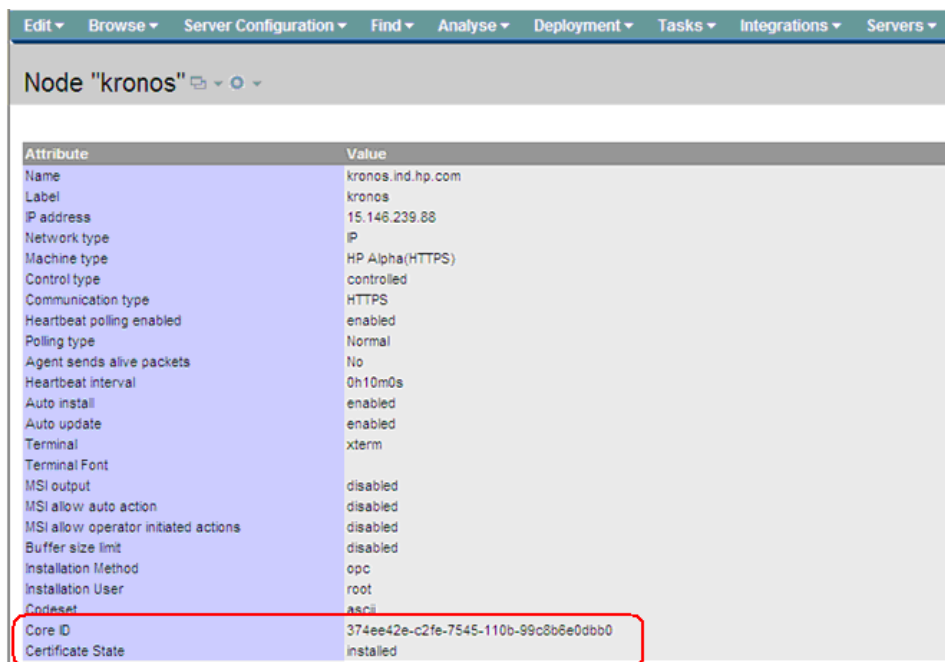 Edit Browse Server Configuration Find Analyse Deployment Tasks Integrations Servers
Node "kronos"
Attribute Value
Name kronos.ind.hp.com
Label kronos
IP address 15.146.239.88
Network type IP
Machine type HP Alpha(HTTPS)
Control type controlled
Communication type HTTPS
Heartbeat polling enabled enabled
Polling type Normal
Agent sends alive packets No
Heartbeat interval 0h10m0s
Auto install enabled
Auto update enabled
Terminal xterm
Terminal Font
MSI output disabled
MSI allow auto action disabled
MSI allow operator initiated actions disabled
Buffer size limit disabled
Installation Method opc
Installation User root
Codeset ascii
Core ID 374ee42e-c2fe-7545-110b-99c8b6e0dbb0
Certificate State installed